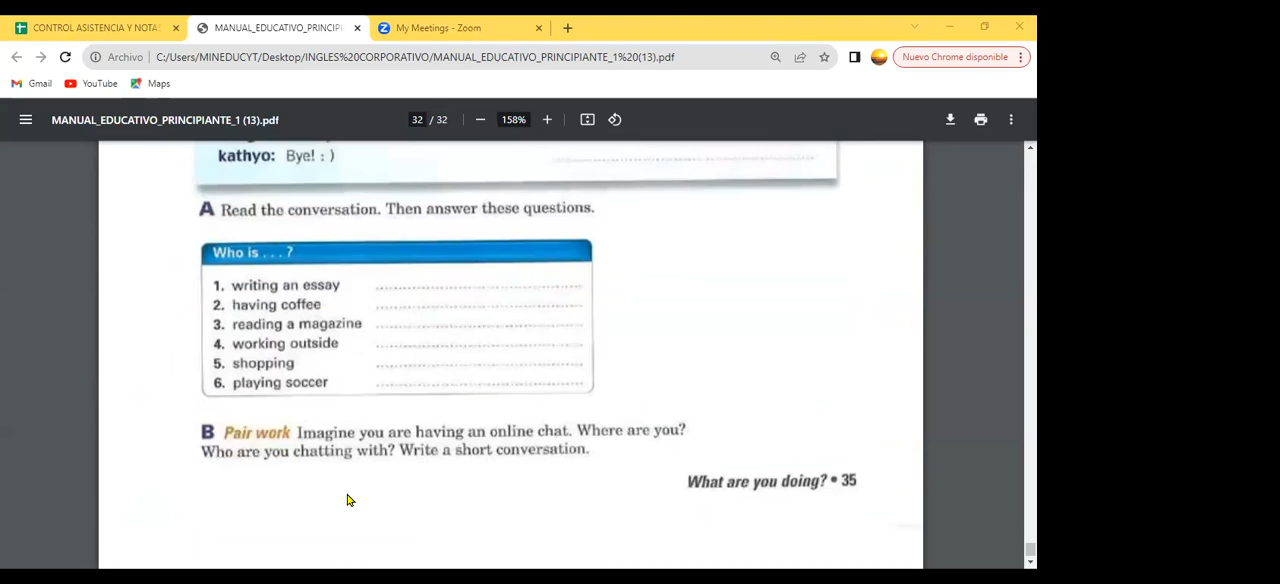 CONTROL ASISTENCIA Y NOTAS
MANUAL_EDUCATIVO_PRINCIPI
My Meetings - Zoom
Archivo
C:/Users/MINEDUCYT/Desktop/INGLES%20CORPORATIVO/MANUAL_EDUCATIVO_PRINCIPIANTE_1%20(13).pdf
Nuevo Chrome disponible
Gmail
YouTube
Maps
MANUAL_EDUCATIVO_PRINCIPIANTE_1 (13).pdf
32 / 32
158%
kathyo: Bye! : )
A Read the conversation. Then answer these questions.
Who is . . . ?
1. writing an essay
2. having coffee
3. reading a magazine
4. working outside
5. shopping
6. playing soccer
B Pair work Imagine you are having an online chat. Where are you?
Who are you chatting with? Write a short conversation.
What are you doing? • 35